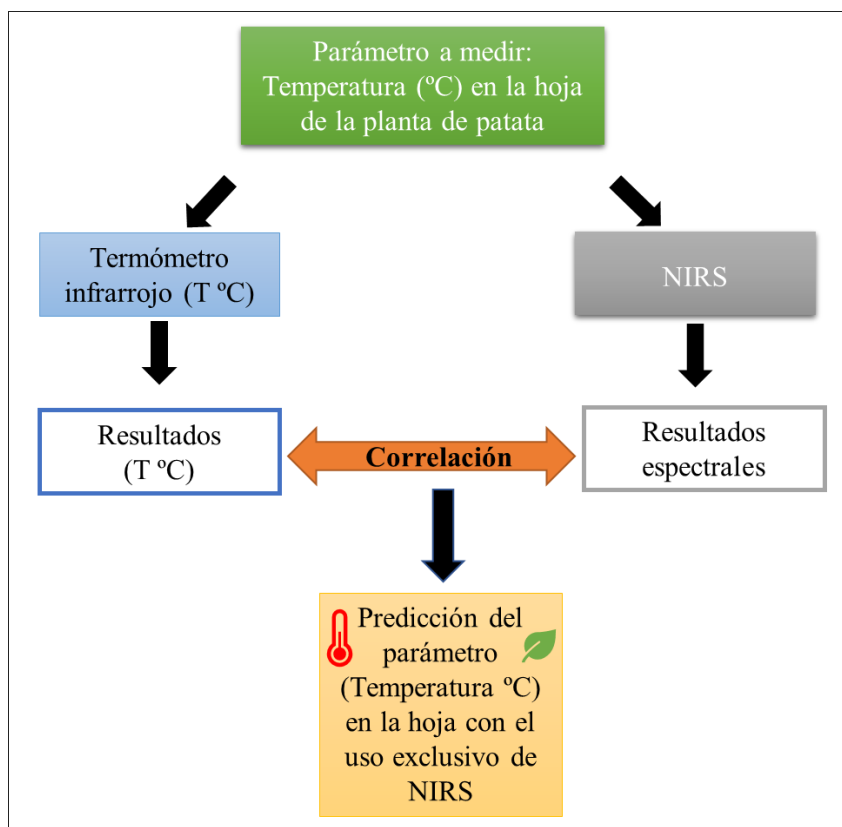 Parámetro a medir:
Temperatura (ºC) en la hoja
de la planta de patata
Termómetro
infrarrojo (T ºC)
NIRS
Resultados
(T ºC)
Correlación
Resultados
espectrales
Predicción del
parámetro
(Temperatura ºC)
en la hoja con el
uso exclusivo de
NIRS